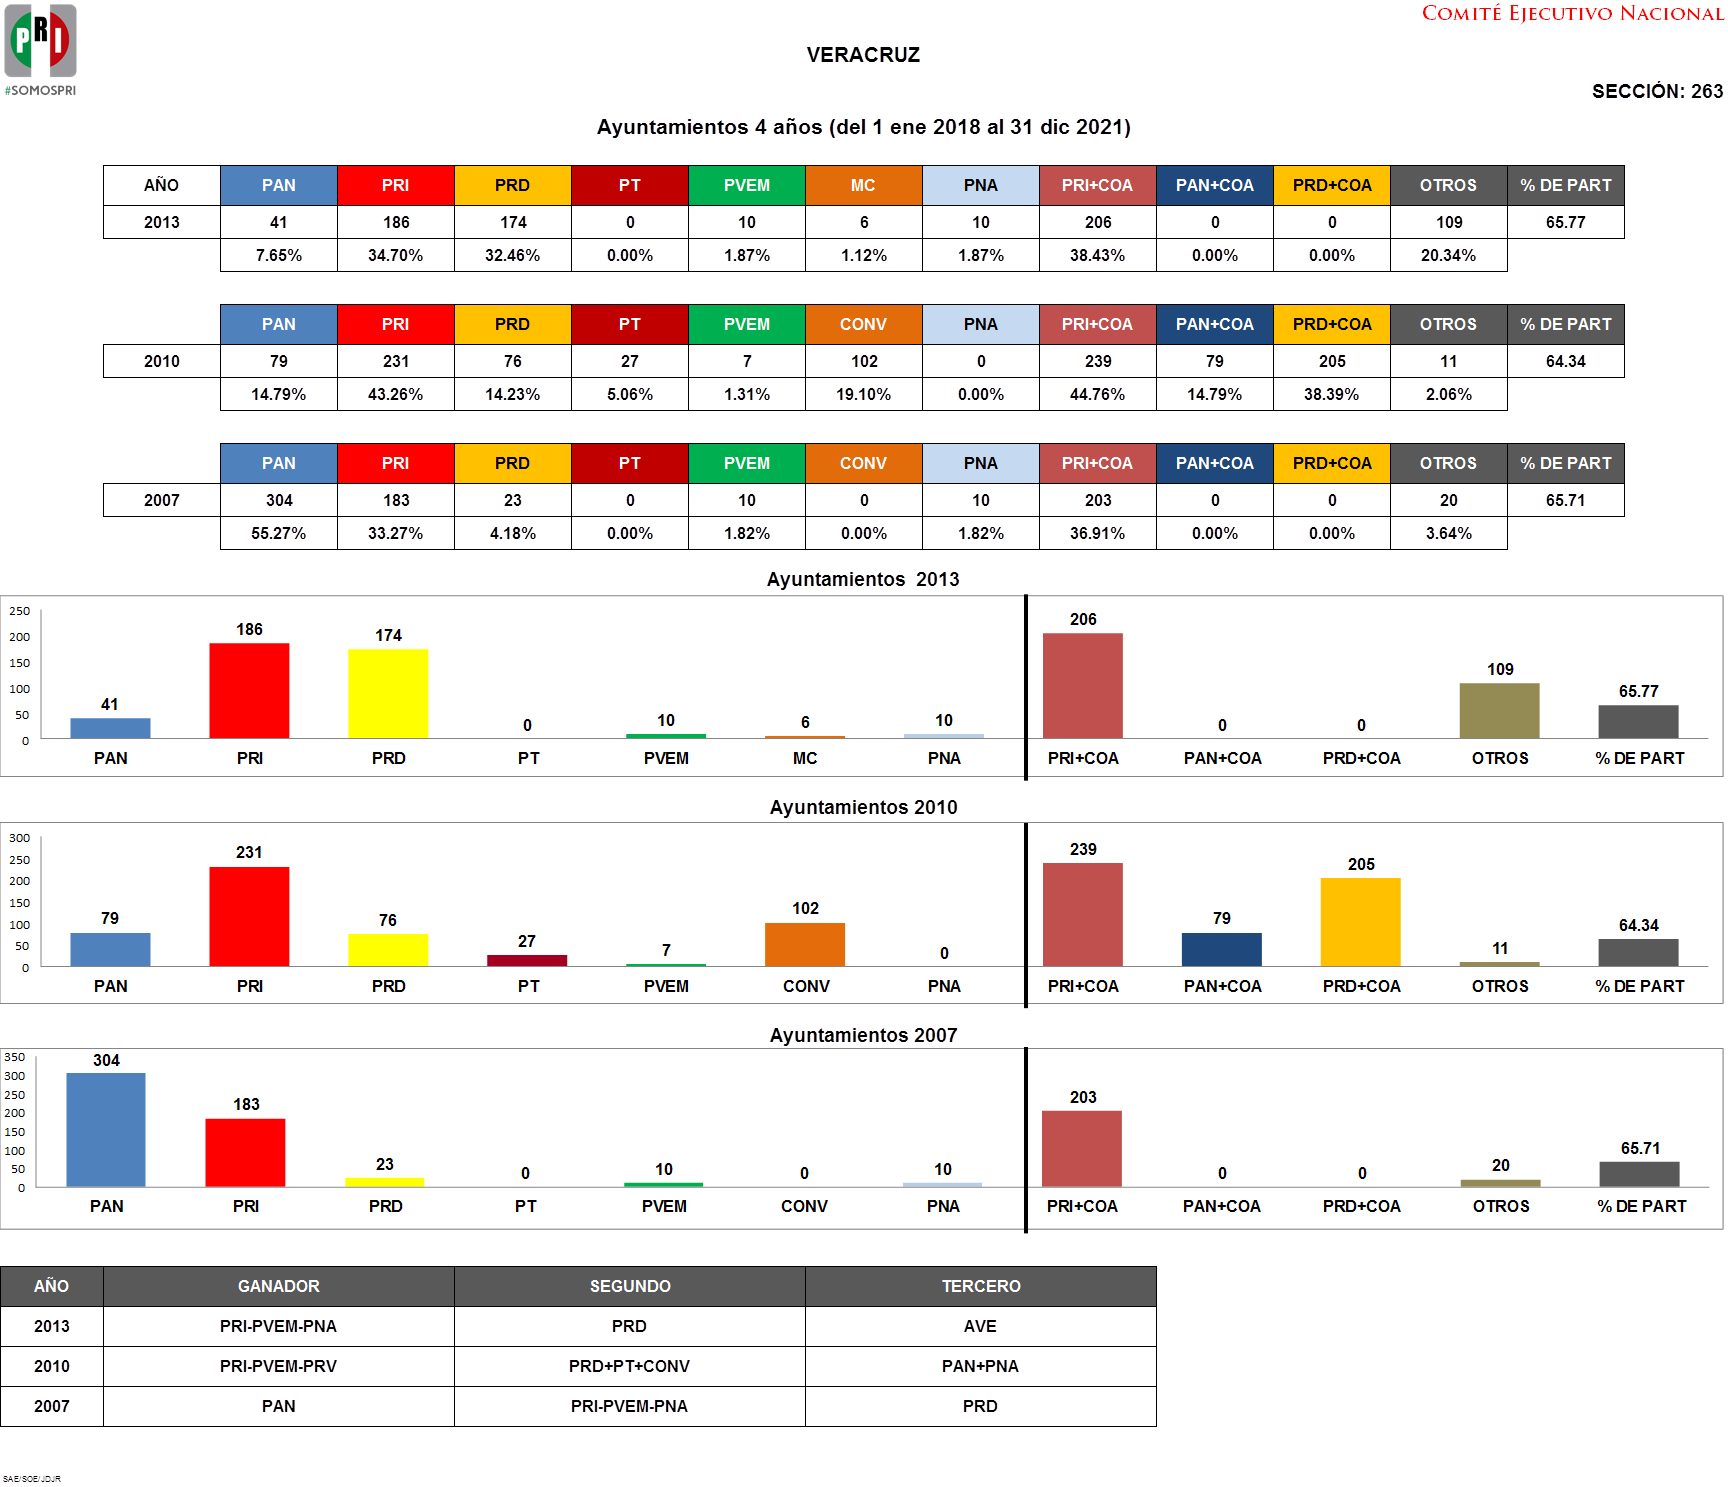 PRI
#SOMOSPRI
COMITÉ EJECUTIVO NACIONAL
VERACRUZ
SECCIÓN: 263
Ayuntamientos 4 años (del 1 ene 2018 al 31 dic 2021)
AÑO PAN PRI PRD PT PVEM MC PNA PRI+COA PAN+COA PRD+COA OTROS % DE PART
2013 41 186 174 0 10 6 10 206 0 0 109 65.77
7.65% 34.70% 32.46% 0.00% 1.87% 1.12% 1.87% 38.43% 0.00% 0.00% 20.34%
PAN PRI PRD PT PVEM CONV PNA PRI+COA PAN+COA PRD+COA OTROS % DE PART
2010 79 231 76 27 7 102 0 239 79 205 11 64.34
14.79% 43.26% 14.23% 5.06% 1.31% 19.10% 0.00% 44.76% 14.79% 38.39% 2.06%
PAN PRI PRD PT PVEM CONV PNA PRI+COA PAN+COA PRD+COA OTROS % DE PART
2007 304 183 23 0 10 0 10 203 0 0 20 65.71
55.27% 33.27% 4.18% 0.00% 1.82% 0.00% 1.82% 36.91% 0.00% 0.00% 3.64%
Ayuntamientos 2013
250
200
150
100
50
0
41 186 174 0 10 6 10 206 0 0 109 65.77
PAN PRI PRD PT PVEM MC PNA PRI+COA PAN+COA PRD+COA OTROS % DE PART
Ayuntamientos 2010
300
250
200
150
100
50
0
79 231 76 27 7 102 0 239 79 205 11 64.34
PAN PRI PRD PT PVEM CONV PNA PRI+COA PAN+COA PRD+COA OTROS % DE PART
Ayuntamientos 2007
350
300
250
200
150
100
50
0
304 183 23 0 10 0 10 203 0 0 20 65.71
PAN PRI PRD PT PVEM CONV PNA PRI+COA PAN+COA PRD+COA OTROS % DE PART
AÑO GANADOR SEGUNDO TERCERO
2013 PRI-PVEM-PNA PRD AVE
2010 PRI-PVEM-PRV PRD+PT+CONV PAN+PNA
2007 PAN PRI-PVEM-PNA PRD
SAE/SOE/JDJR